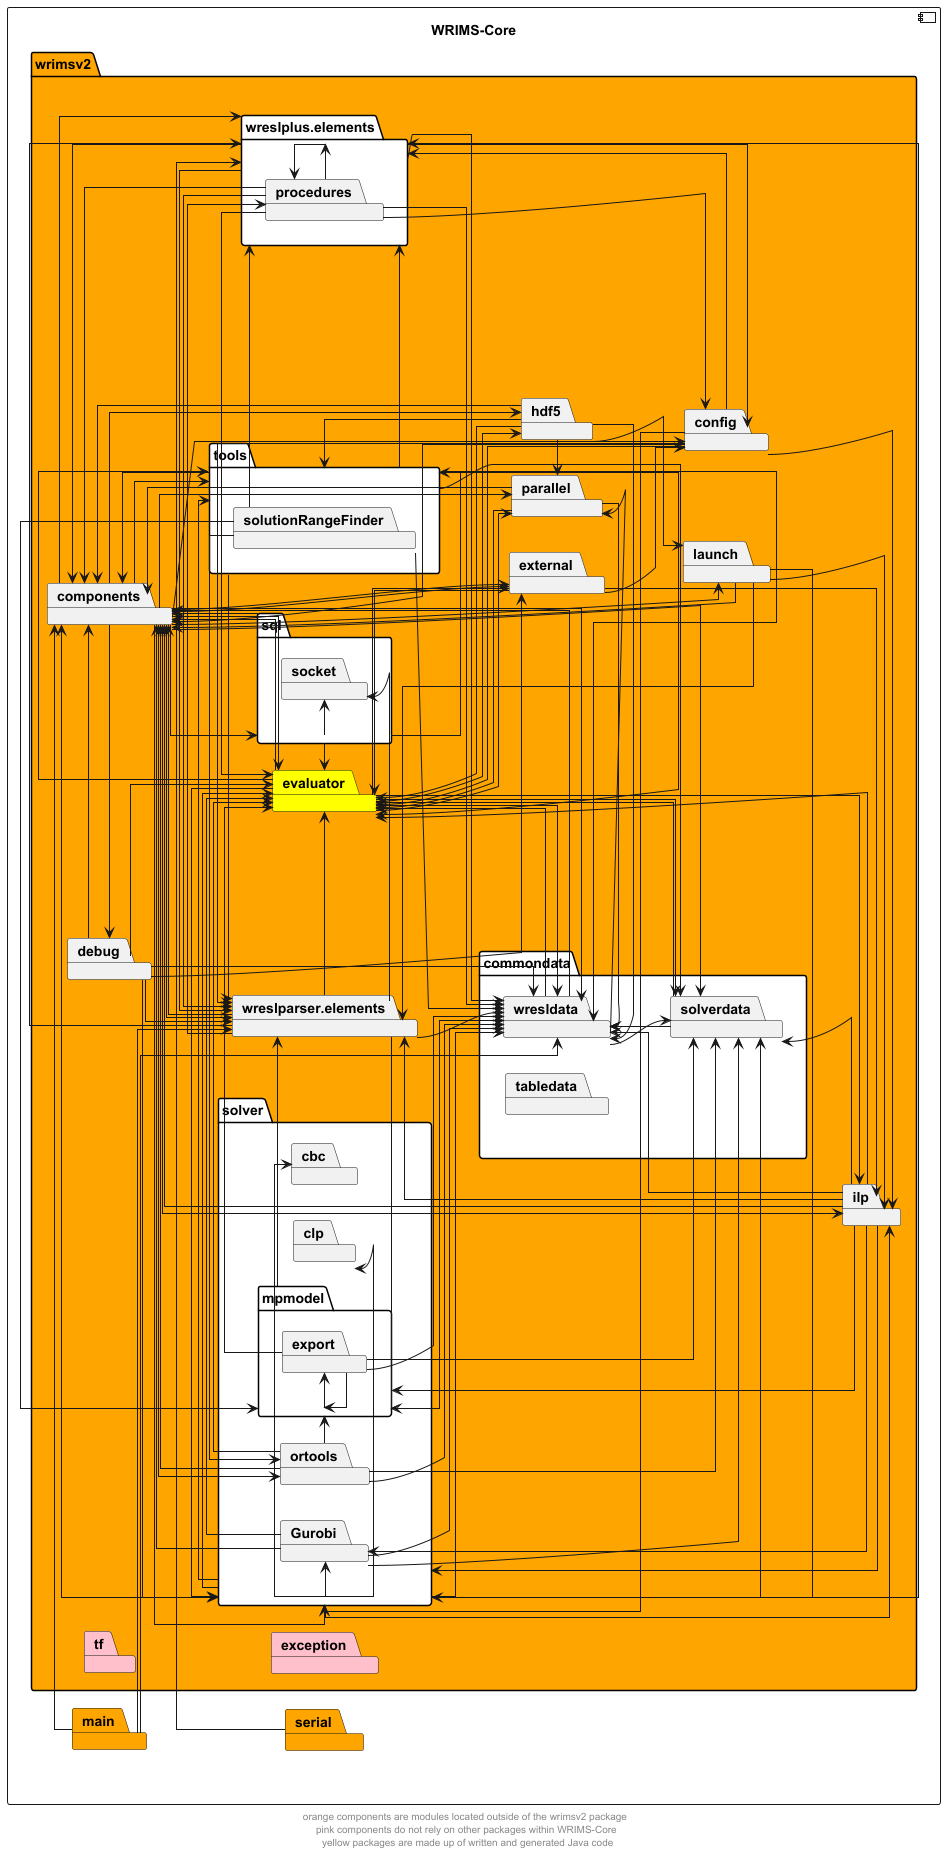 WRIMS-Core
wrimsv2
wreslplus.elements
procedures
hdf5
config
tools
parallel
solutionRangeFinder
launch
external
components
sql
socket
evaluator
debug
commondata
wreslparser.elements
wresldata
solverdata
tabledata
solver
cbc
ilp
clp
mpmodel
export
ortools
Gurobi
tf
exception
main
serial
orange components are modules located outside of the wrimsv2 package
pink components do not rely on other packages within WRIMS-Core
yellow packages are made up of written and generated Java code